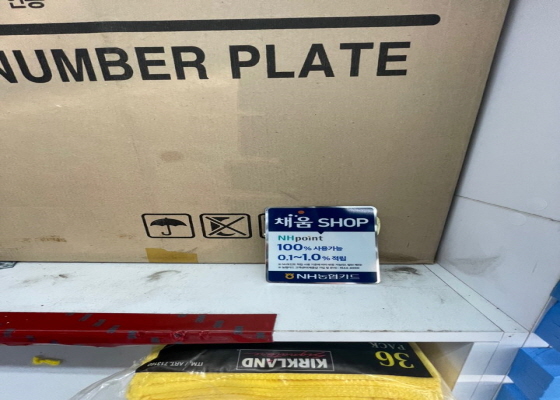 NUMBER PLATE
채움 SHOP
NHpoint
100% 사용가능
0.1~1.0% 적립
NH농협카드
36
PACK
KIRKLAND